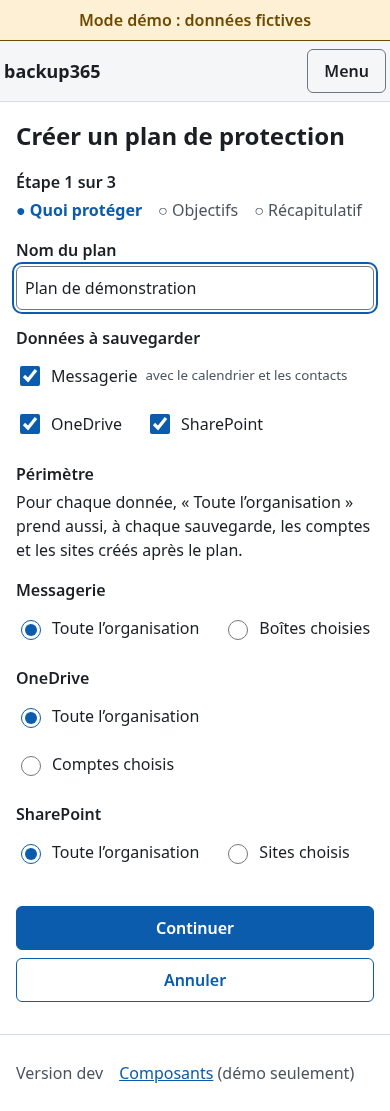 Mode démo : données fictives
backup365 Menu
Créer un plan de protection
Étape 1 sur 3
● Quoi protéger ○ Objectifs ○ Récapitulatif
Nom du plan
Plan de démonstration
Données à sauvegarder
Messagerie avec le calendrier et les contacts
OneDrive SharePoint
Périmètre
Pour chaque donnée, « Toute l’organisation »
prend aussi, à chaque sauvegarde, les comptes
et les sites créés après le plan.
Messagerie
Toute l’organisation Boîtes choisies
OneDrive
Toute l’organisation
Comptes choisis
SharePoint
Toute l’organisation Sites choisis
Continuer
Annuler
Version dev Composants (démo seulement)